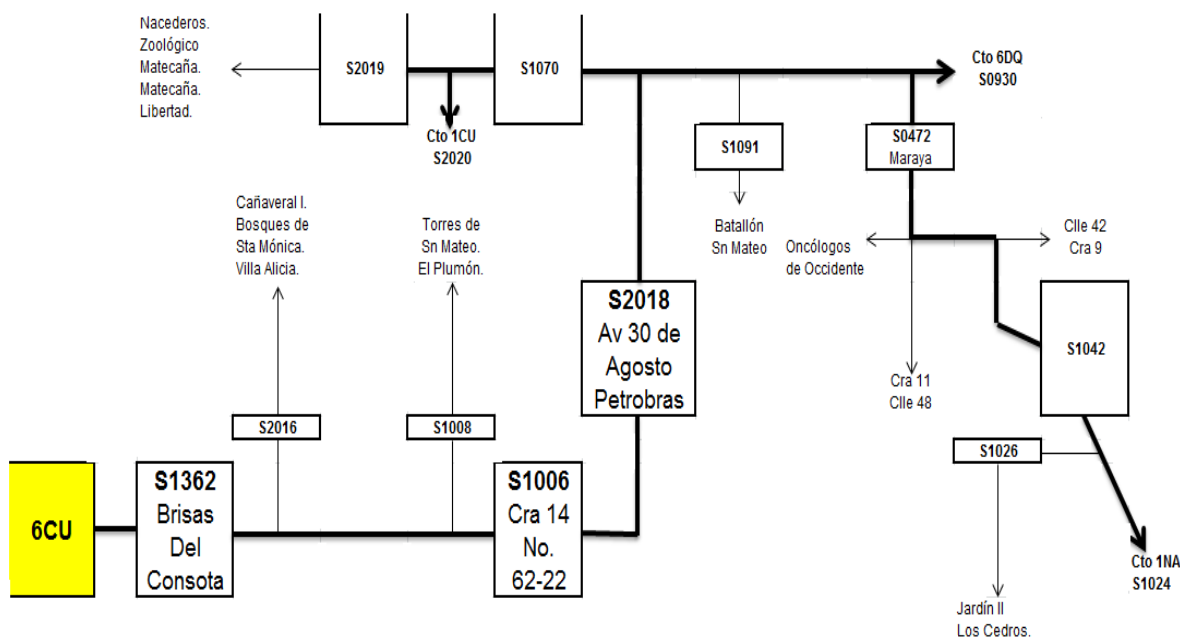 Nacederos.
Zoológico
Matecaña.
Matecaña.
Libertad.
S2019
S1070
Cto 1CU
S2020
Cto 6DQ
S0930
S1091
S0472
Maraya
Cañaveral I.
Bosques de
Sta Mónica.
Villa Alicia.
Torres de
Sn Mateo.
El Plumón.
Batallón
Sn Mateo
Oncólogos
de Occidente
Clle 42
Cra 9
S2018
Av 30 de
Agosto
Petrobras
S1042
Cra 11
Clle 48
S2016
S1008
S1026
6CU
S1362
Brisas
Del
Consota
S1006
Cra 14
No.
62-22
Cto 1NA
S1024
Jardín II
Los Cedros.